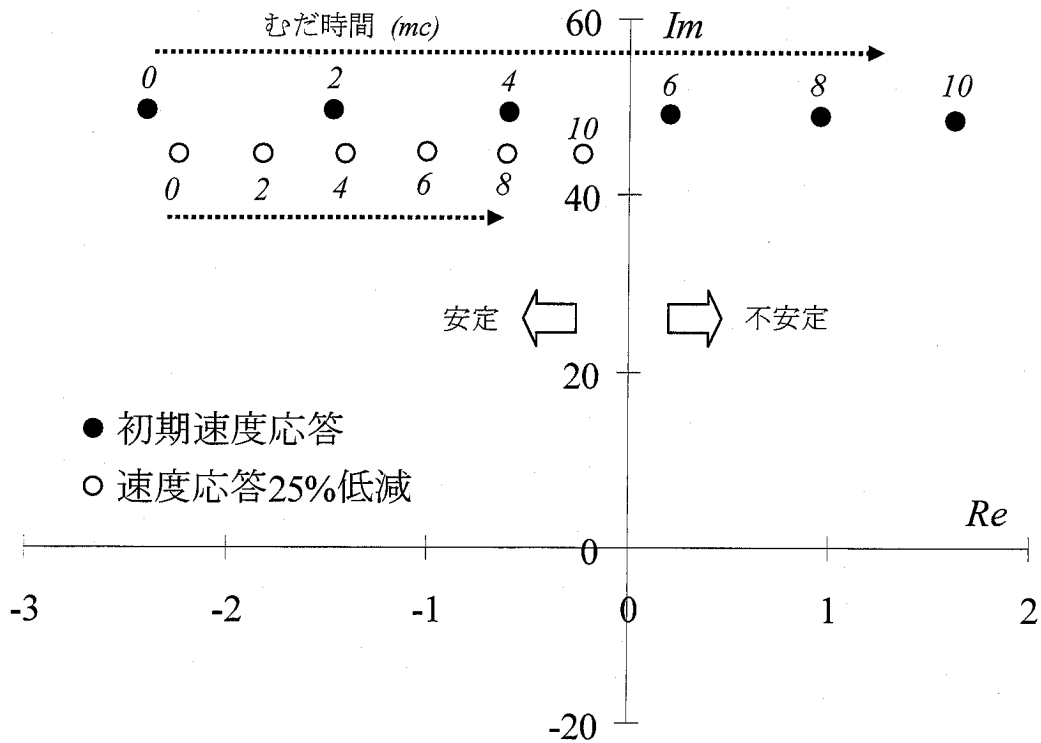 むだ時間 (mc)
60 Im
0 2 4 6 8 10
10
0 2 4 6 8
40
安定 不安定
20
● 初期速度応答
○ 速度応答25%低減
Re
0
-3 -2 -1 0 1 2
-20